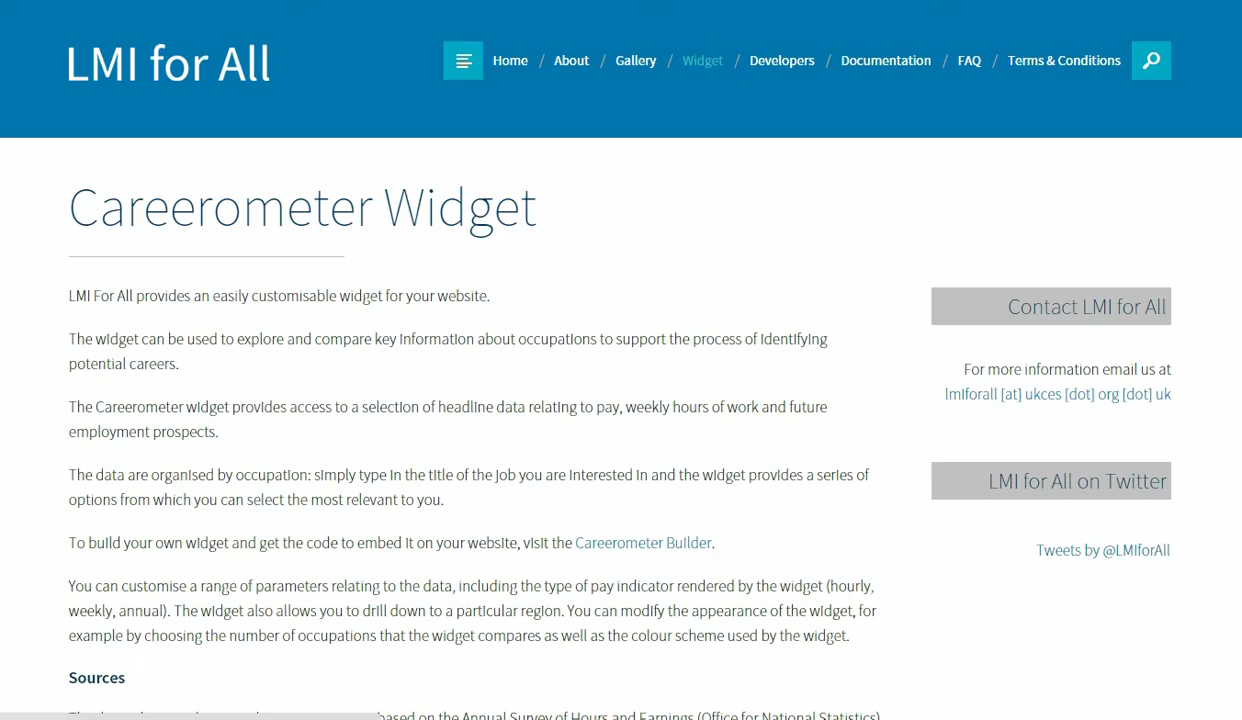 LMI for All
Home / About / Gallery / Widget / Developers / Documentation / FAQ / Terms & Conditions
Careerometer Widget
LMI For All provides an easily customisable widget for your website.
The widget can be used to explore and compare key information about occupations to support the process of identifying
potential careers.
The Careerometer widget provides access to a selection of headline data relating to pay, weekly hours of work and future
employment prospects.
The data are organised by occupation: simply type in the title of the job you are interested in and the widget provides a series of
options from which you can select the most relevant to you.
To build your own widget and get the code to embed it on your website, visit the Careerometer Builder.
You can customise a range of parameters relating to the data, including the type of pay indicator rendered by the widget (hourly,
weekly, annual). The widget also allows you to drill down to a particular region. You can modify the appearance of the widget, for
example by choosing the number of occupations that the widget compares as well as the colour scheme used by the widget.
Sources
based on the Annual Survey of Hours and Earnings (Office for National Statistics)
Contact LMI for All
For more information email us at
lmiforall [at] ukces [dot] org [dot] uk
LMI for All on Twitter
Tweets by @LMIforAll